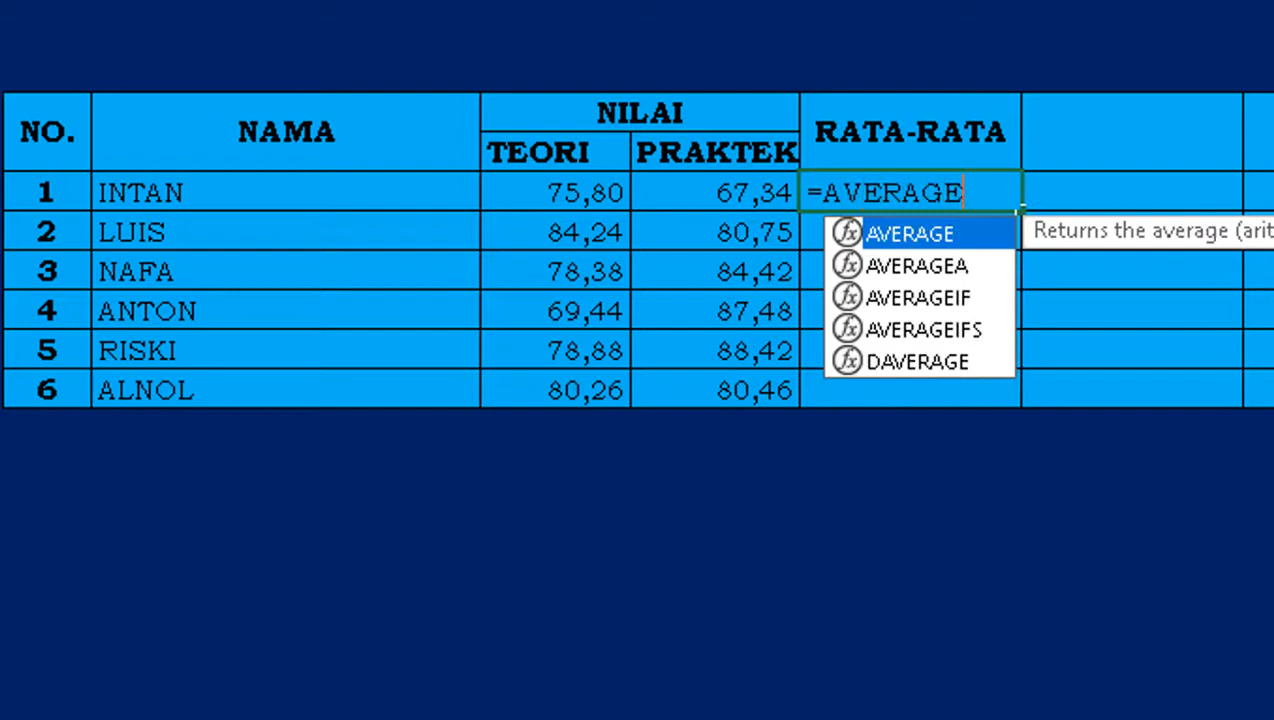 NO. NAMA NILAI RATA-RATA
TEORI PRAKTEK
1 INTAN 75,80 67,34 =AVERAGE
2 LUIS 84,24 80,75 AVERAGE Returns the average (arit
3 NAFA 78,38 84,42 AVERAGEA
AVERAGEIF
4 ANTON 69,44 87,48
AVERAGEIFS
5 RISKI 78,88 88,42
DAVERAGE
6 ALNOL 80,26 80,46